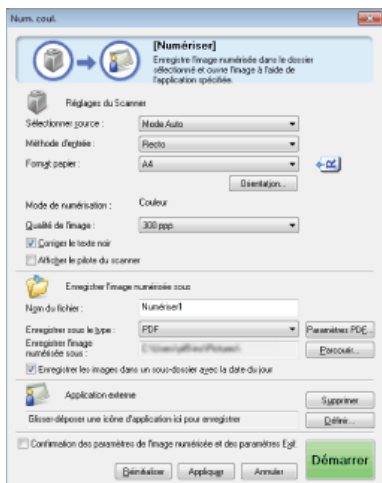 Num. coul.
[Numériser]
Enregistre l'image numérisée dans le dossier
sélectionné et ouvre l'image à l'aide de
l'application spécifiée.
Réglages du Scanner
Sélectionner source : Mode Auto
Méthode d'entrée : Recto
Format papier : A4
Orientation...
Mode de numérisation : Couleur
Qualité de l'image : 300 ppp
Corriger le texte noir
Afficher le pilote du scanner
Enregistrer l'image numérisée sous
Nom du fichier : Numériser1
Enregistrer sous le type : PDF Paramètres PDF...
Enregistrer l'image
numérisée sous : Parcourir...
Enregistrer les images dans un sous-dossier avec la date du jour
Application externe Supprimer
Glisser-déposer une icône d'application ici pour enregistrer Définir...
Confirmation des paramètres de l'image numérisée et des paramètres Exif.
Réinitialiser Appliquer Annuler Démarrer